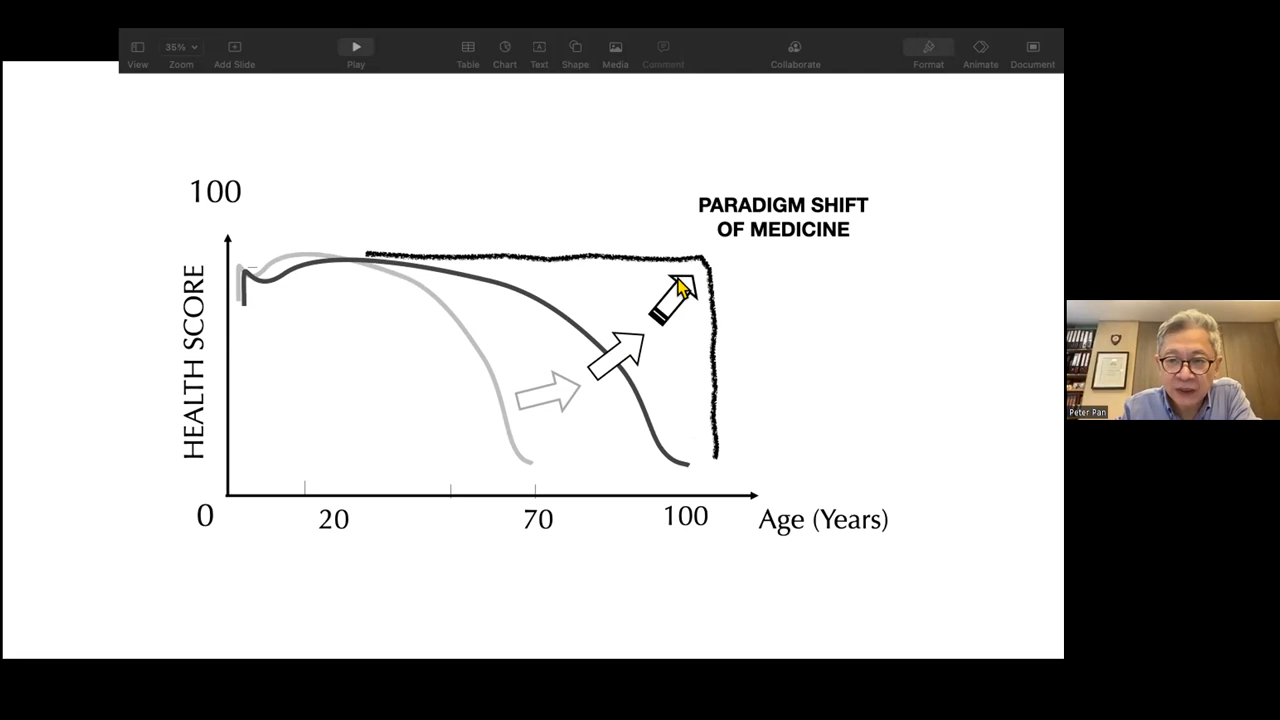 35%
View
Zoom
Add Slide
Play
Table
Chart
Text
Shape
Media
Comment
Collaborate
Format
Animate
Document
100
PARADIGM SHIFT
OF MEDICINE
HEALTH SCORE
0
20
70
100
Age (Years)
Peter Pan